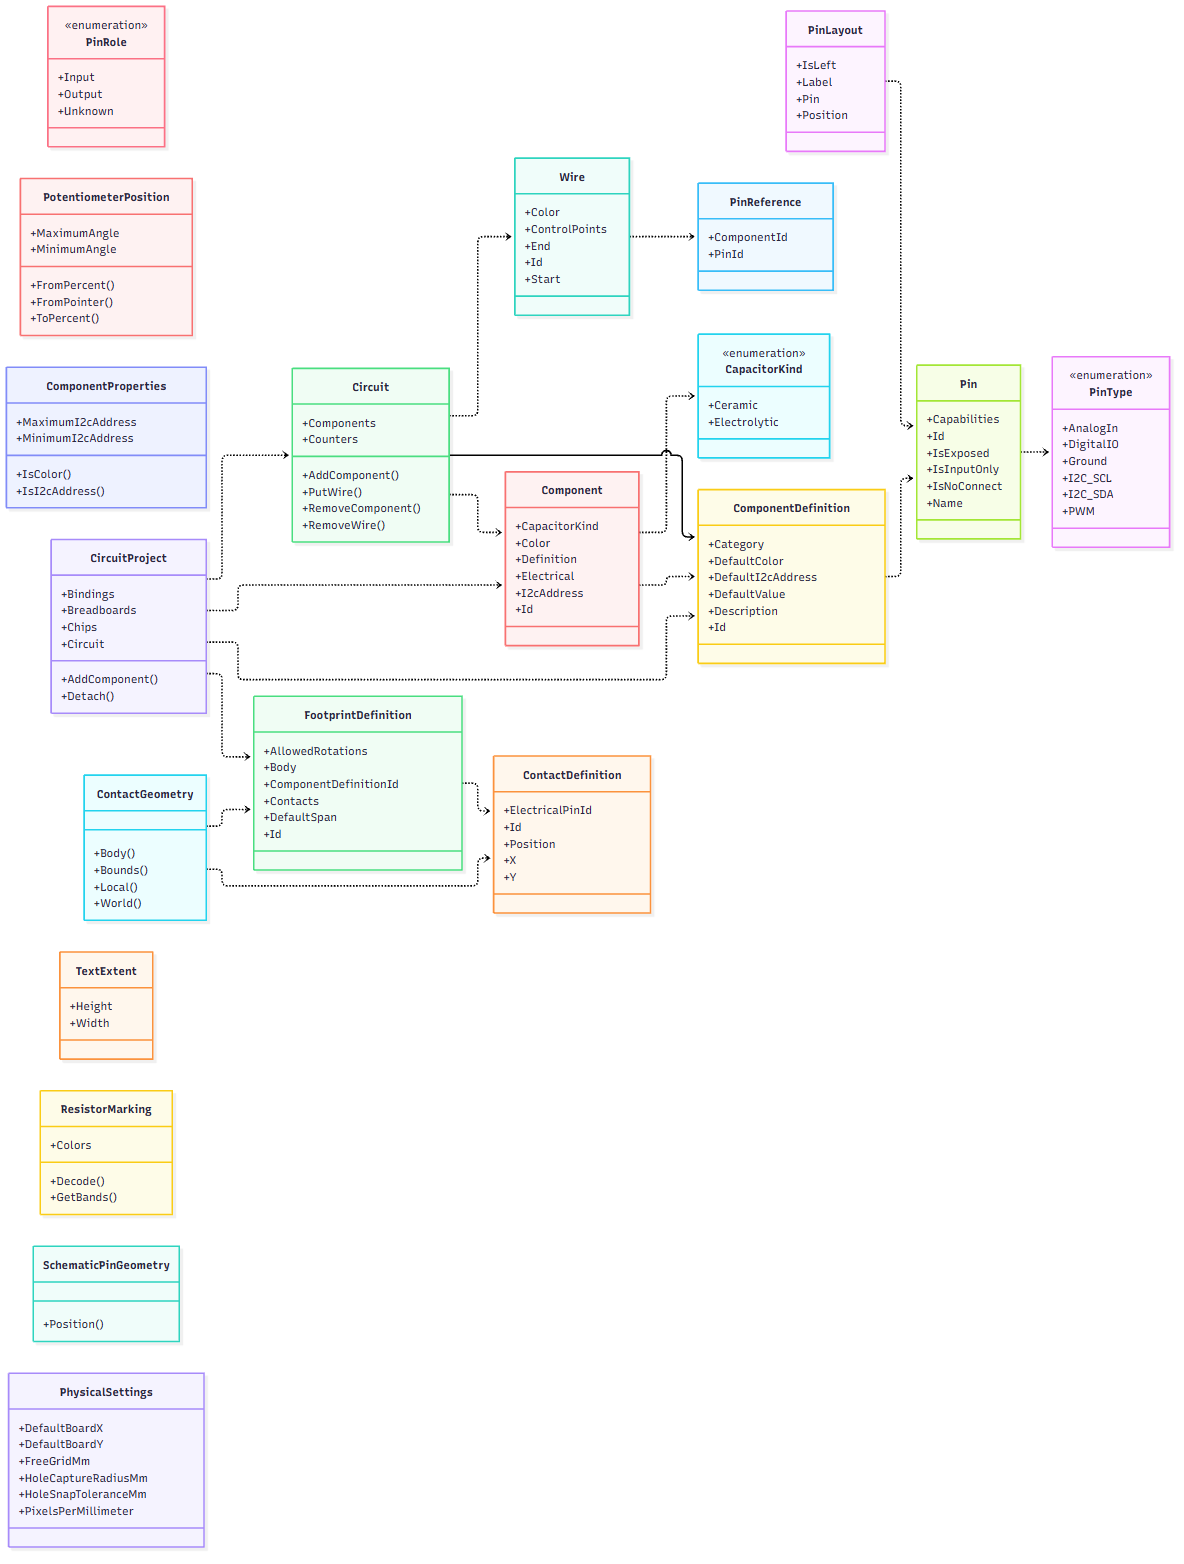 «enumeration»
PinRole
+Input
+Output
+Unknown
PinLayout
+IsLeft
+Label
+Pin
+Position
PotentiometerPosition
+MaximumAngle
+MinimumAngle
+FromPercent()
+FromPointer()
+ToPercent()
Wire
+Color
+ControlPoints
+End
+Id
+Start
PinReference
+ComponentId
+PinId
ComponentProperties
+MaximumI2cAddress
+MinimumI2cAddress
+IsColor()
+IsI2cAddress()
Circuit
+Components
+Counters
+AddComponent()
+PutWire()
+RemoveComponent()
+RemoveWire()
«enumeration»
CapacitorKind
+Ceramic
+Electrolytic
Pin
+Capabilities
+Id
+IsExposed
+IsInputOnly
+IsNoConnect
+Name
«enumeration»
PinType
+AnalogIn
+DigitalIO
+Ground
+I2C_SCL
+I2C_SDA
+PWM
Component
+CapacitorKind
+Color
+Definition
+Electrical
+I2cAddress
+Id
ComponentDefinition
+Category
+DefaultColor
+DefaultI2cAddress
+DefaultValue
+Description
+Id
CircuitProject
+Bindings
+Breadboards
+Chips
+Circuit
+AddComponent()
+Detach()
FootprintDefinition
+AllowedRotations
+Body
+ComponentDefinitionId
+Contacts
+DefaultSpan
+Id
ContactDefinition
+ElectricalPinId
+Id
+Position
+X
+Y
ContactGeometry
+Body()
+Bounds()
+Local()
+World()
TextExtent
+Height
+Width
ResistorMarking
+Colors
+Decode()
+GetBands()
SchematicPinGeometry
+Position()
PhysicalSettings
+DefaultBoardX
+DefaultBoardY
+FreeGridMm
+HoleCaptureRadiusMm
+HoleSnapToleranceMm
+PixelsPerMillimeter